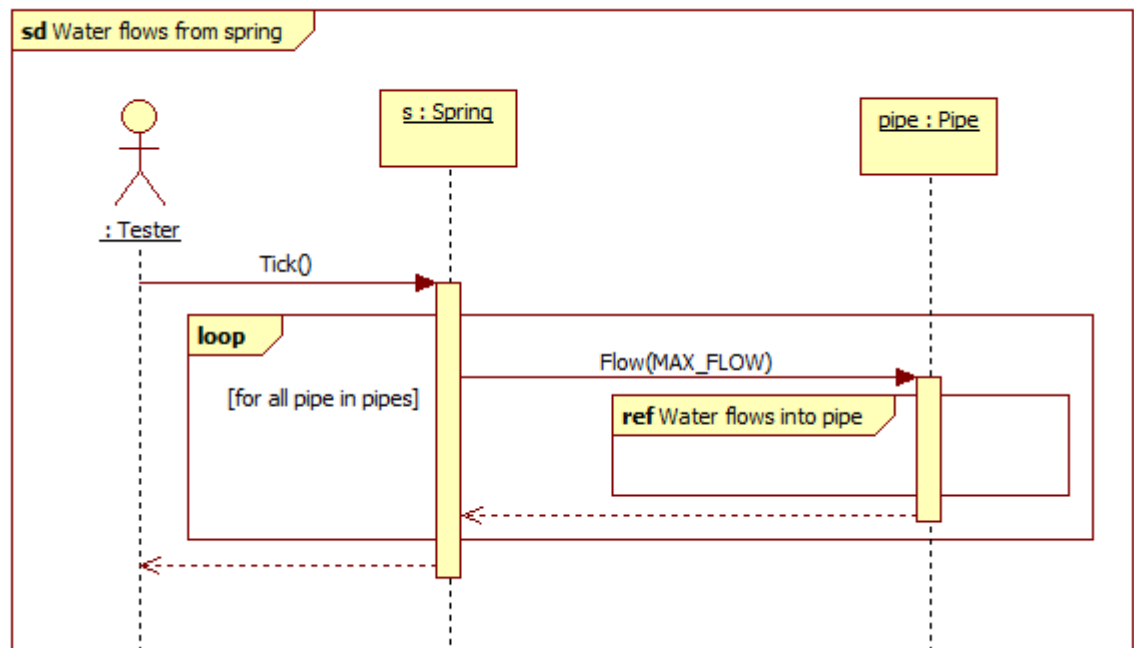 sd Water flows from spring
s : Spring
pipe : Pipe
: Tester
Tick()
loop
Flow(MAX_FLOW)
[for all pipe in pipes]
ref Water flows into pipe